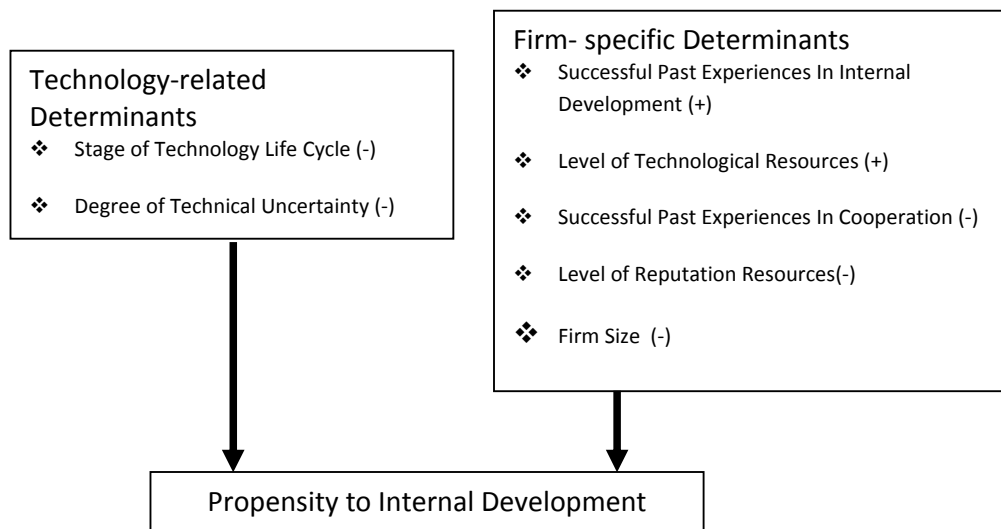 Technology-related
Determinants
❖ Stage of Technology Life Cycle (-)
❖ Degree of Technical Uncertainty (-)
Firm- specific Determinants
❖ Successful Past Experiences In Internal
Development (+)
❖ Level of Technological Resources (+)
❖ Successful Past Experiences In Cooperation (-)
❖ Level of Reputation Resources(-)
❖ Firm Size (-)
Propensity to Internal Development